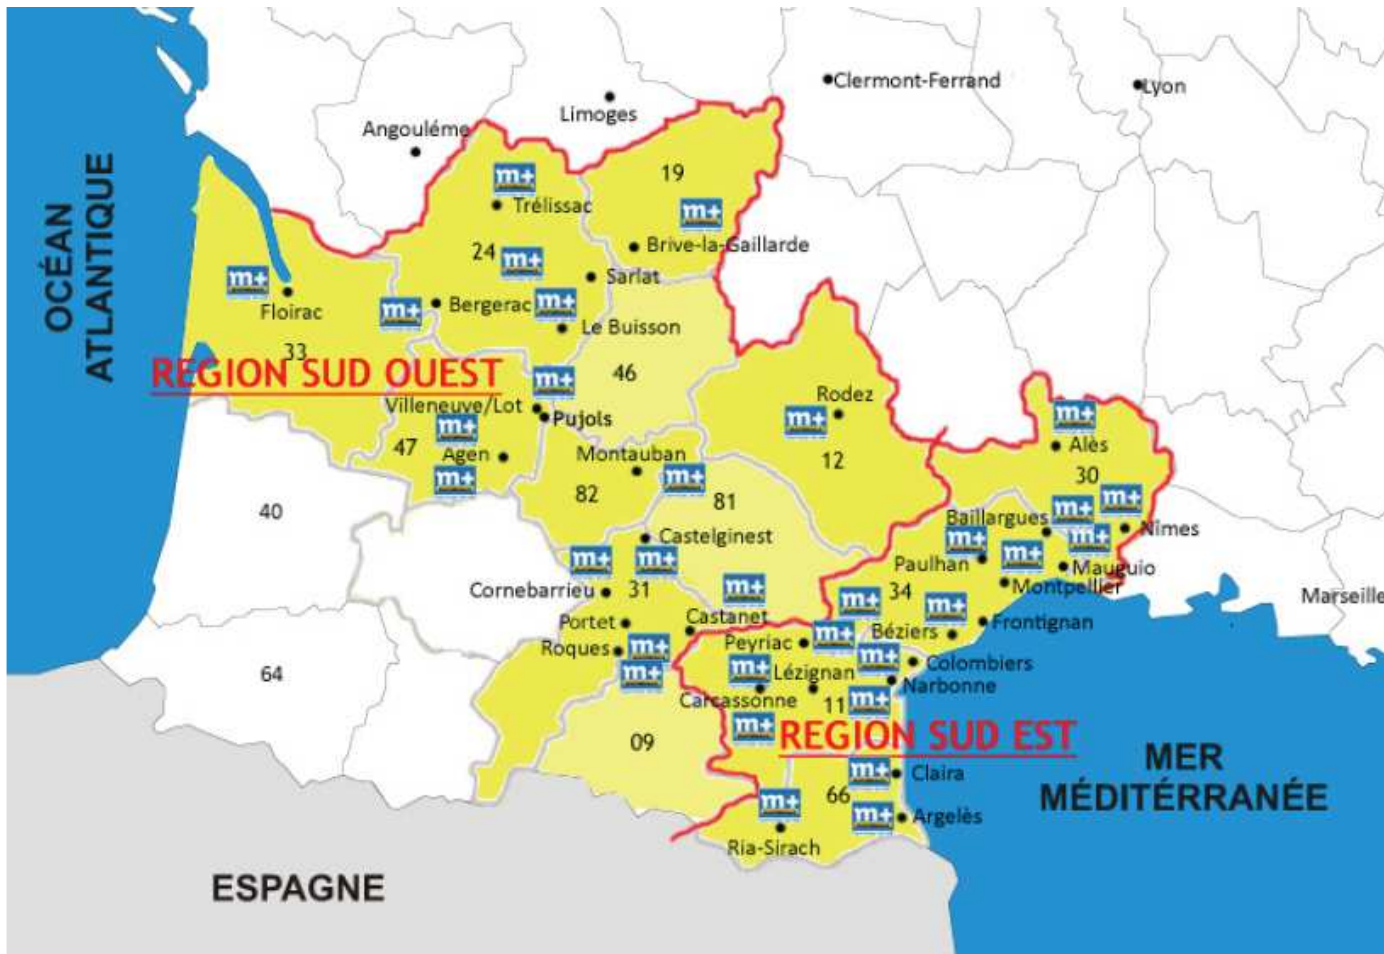 Clermont-Ferrand
Lyon
Limoges
Angouléme
OCÉAN
ATLANTIQUE
19
m+
Trélissac
m+
24
Brive-la-Gaillarde
m+
Sarlat
m+
Floirac
m+
Bergerac
m+
Le Buisson
33
REGION SUD OUEST
46
m+
Villeneuve/Lot
Pujols
Rodez
m+
m+
47
Agen
m+
m+
Alès
30
12
Montauban
82
m+
81
40
m+
Baillargues
m+
Nîmes
Castelginest
m+
m+
Paulhan
m+
Mauguio
m+
m+
Cornebarrieu
31
m+
Montpellier
Marseille
m+
34
m+
Castanet
Portet
Frontignan
Béziers
Peyriac
m+
Roques
m+
m+
Colombiers
64
m+
m+
Lézignan
Narbonne
Carcassonne
11
m+
m+
REGION SUD EST
09
MER
MÉDITÉRRANÉE
m+
Claira
66
m+
m+
Argelès
Ria-Sirach
ESPAGNE